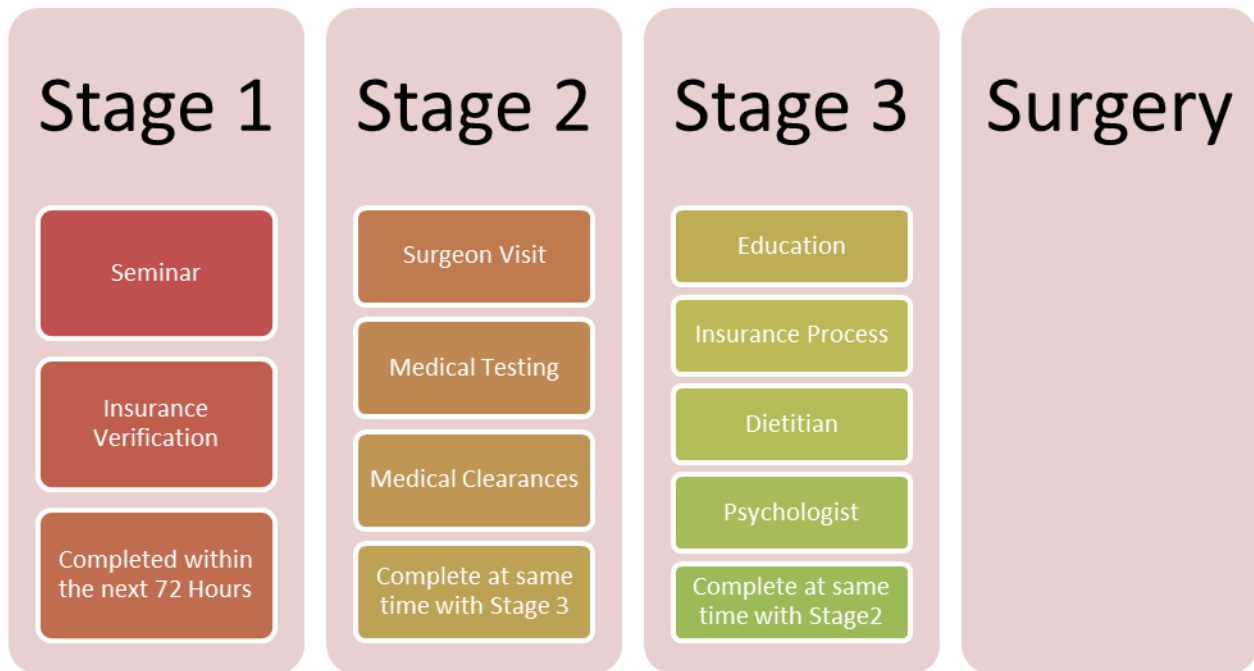 Stage 1
Seminar
Insurance
Verification
Completed within
the next 72 Hours
Stage 2
Surgeon Visit
Medical Testing
Medical Clearances
Complete at same
time with Stage 3
Stage 3
Education
Insurance Process
Dietitian
Psychologist
Complete at same
time with Stage2
Surgery